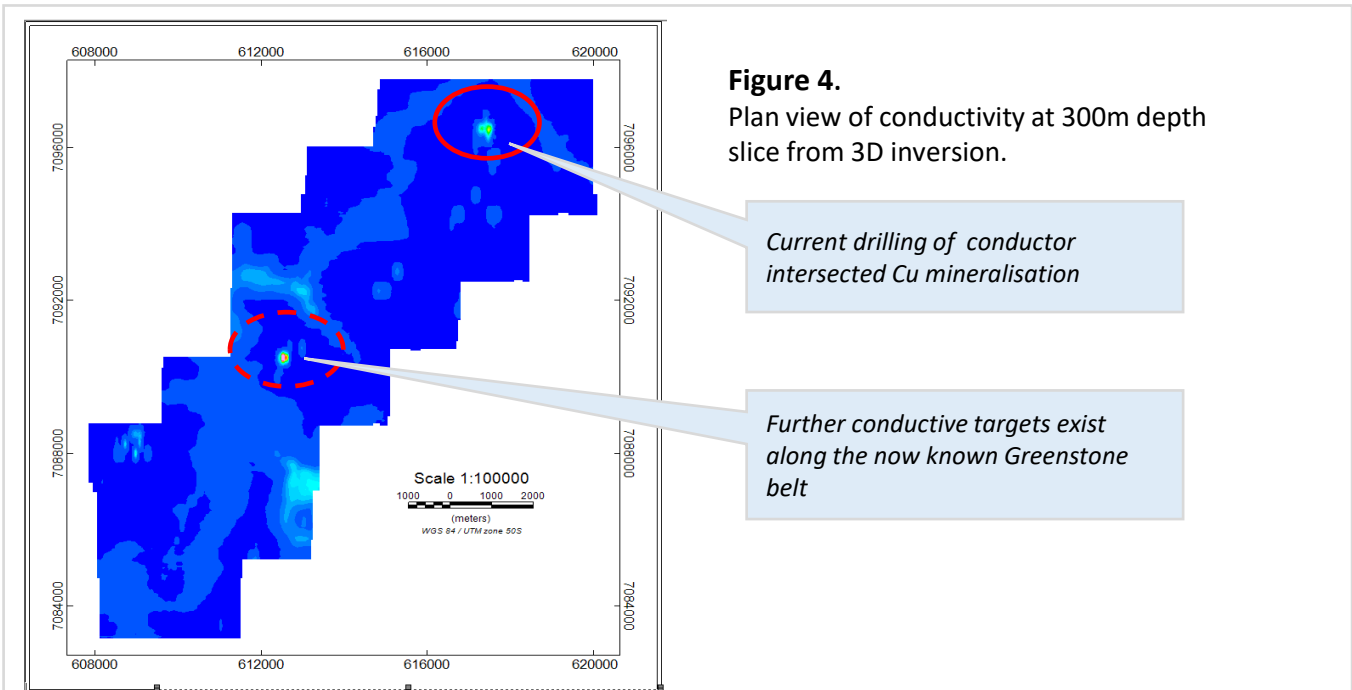 608000 612000 616000 620000
7096000 7096000
7092000 7092000
7088000 7088000
7084000 7084000
Scale 1:100000
1000 0 1000 2000
(meters)
WGS 84 / UTM zone 50S
608000 612000 616000 620000
Figure 4.
Plan view of conductivity at 300m depth
slice from 3D inversion.
Current drilling of conductor
intersected Cu mineralisation
Further conductive targets exist
along the now known Greenstone
belt